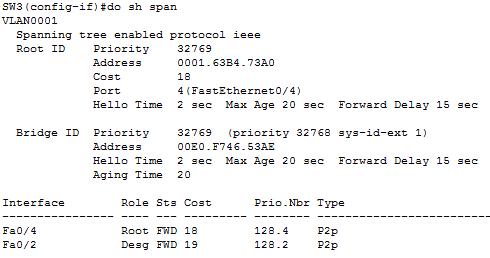 SW3(config-if)#do sh span
VLAN0001
  Spanning tree enabled protocol ieee
  Root ID    Priority    32769
             Address     0001.63B4.73A0
             Cost        18
             Port        4(FastEthernet0/4)
             Hello Time  2 sec  Max Age 20 sec  Forward Delay 15 sec

  Bridge ID  Priority    32769  (priority 32768 sys-id-ext 1)
             Address     00E0.F746.53AE
             Hello Time  2 sec  Max Age 20 sec  Forward Delay 15 sec
             Aging Time  20

Interface        Role Sts Cost      Prio.Nbr Type
---------------- ---- --- --------- -------- --------------------------------
Fa0/4            Root FWD 18        128.4    P2p
Fa0/2            Desg FWD 19        128.2    P2p